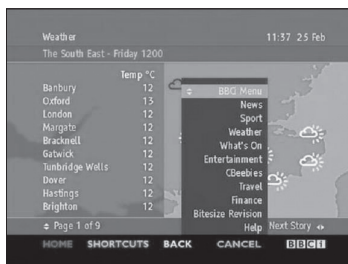 Weather 11:37 25 Feb
The South East - Friday 1200
Temp °C
Banbury 12
Oxford 13
London 12
Margate 12
Bracknell 12
Gatwick 12
Tunbridge Wells 12
Dover 12
Hastings 12
Brighton 12
BBCi Menu
News
Sport
Weather
What's On
Entertainment
CBeebies
Travel
Finance
Bitesize Revision
Help
Page 1 of 9 Next Story
HOME SHORTCUTS BACK CANCEL BBCi